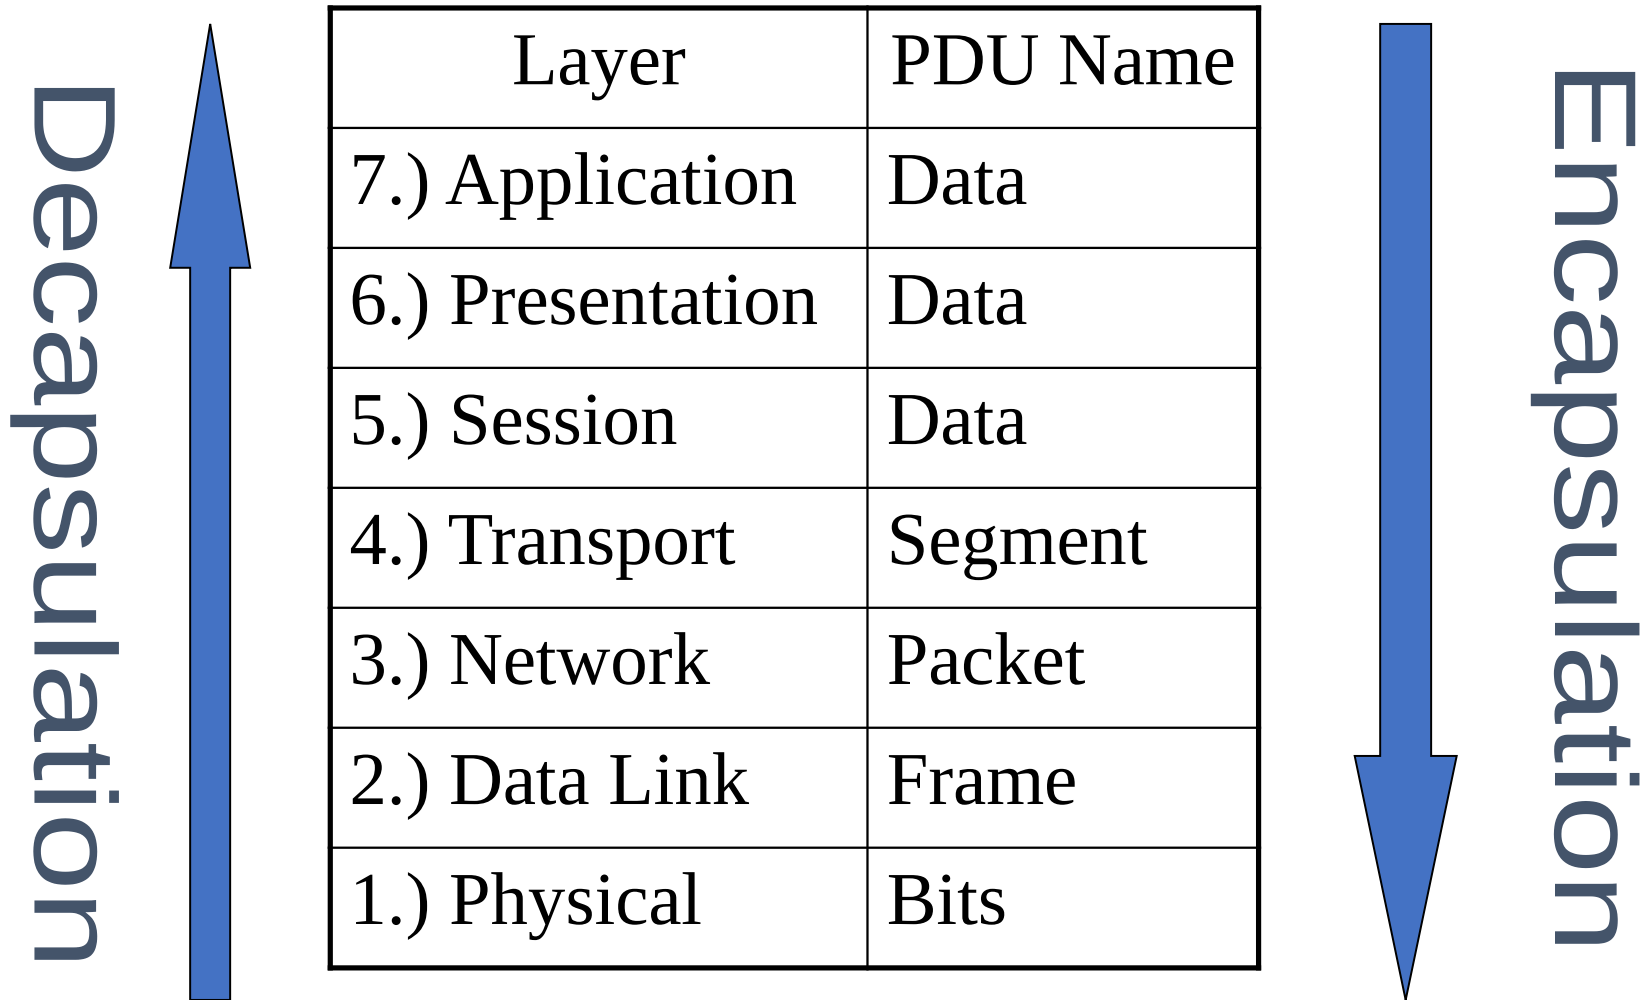 Decapsulation
Layer PDU Name
7.) Application Data
6.) Presentation Data
5.) Session Data
4.) Transport Segment
3.) Network Packet
2.) Data Link Frame
1.) Physical Bits
Encapsulation